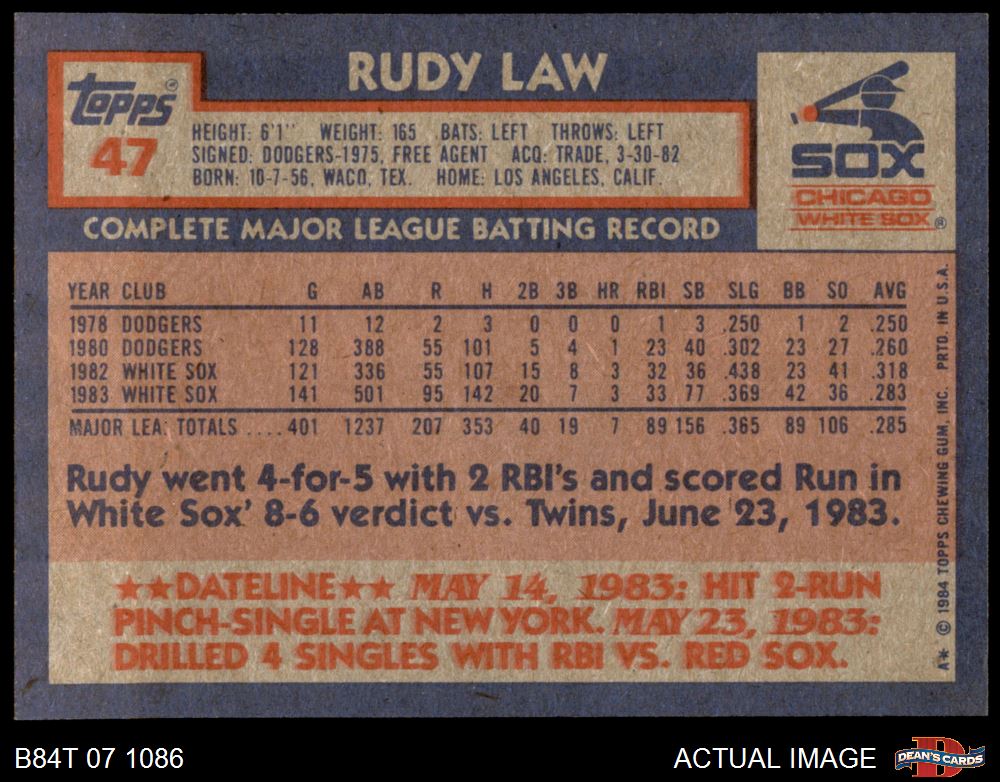 RUDY LAW
Topps®
47
HEIGHT: 6'1" WEIGHT: 165 BATS: LEFT THROWS: LEFT
SIGNED: DODGERS-1975, FREE AGENT ACQ: TRADE, 3-30-82
BORN: 10-7-56, WACO, TEX. HOME: LOS ANGELES, CALIF.
SOX
CHICAGO
WHITE SOX®
COMPLETE MAJOR LEAGUE BATTING RECORD
YEAR CLUB G AB R H 2B 3B HR RBI SB SLG BB SO AVG
1978 DODGERS 11 12 2 3 0 0 0 1 3 .250 1 2 .250
1980 DODGERS 128 388 55 101 5 4 1 23 40 .302 23 27 .260
1982 WHITE SOX 121 336 55 107 15 8 3 32 36 .438 23 41 .318
1983 WHITE SOX 141 501 95 142 20 7 3 33 77 .369 42 36 .283
MAJOR LEA. TOTALS .... 401 1237 207 353 40 19 7 89 156 .365 89 106 .285
Rudy went 4-for-5 with 2 RBI's and scored Run in
White Sox' 8-6 verdict vs. Twins, June 23, 1983.
★★DATELINE★★ MAY 14, 1983: HIT 2-RUN
PINCH-SINGLE AT NEW YORK. MAY 23, 1983:
DRILLED 4 SINGLES WITH RBI VS. RED SOX.
A* © 1984 TOPPS CHEWING GUM, INC. PRTD. IN U.S.A.
B84T 07 1086
ACTUAL IMAGE
D
DEAN'S CARDS